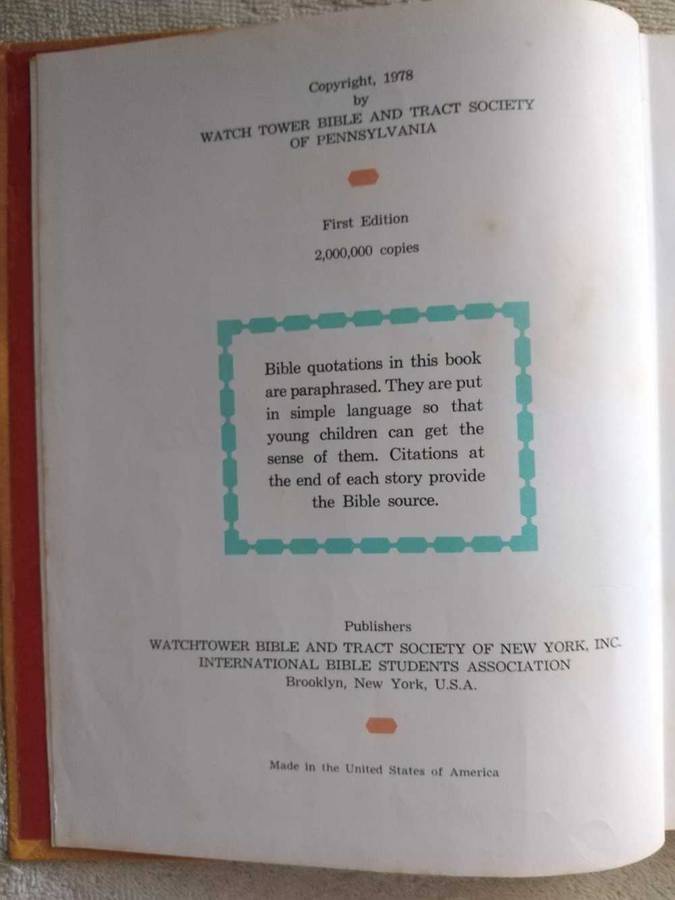 Copyright, 1978
by
WATCH TOWER BIBLE AND TRACT SOCIETY
OF PENNSYLVANIA
First Edition
2,000,000 copies
Bible quotations in this book
are paraphrased. They are put
in simple language so that
young children can get the
sense of them. Citations at
the end of each story provide
the Bible source.
Publishers
WATCHTOWER BIBLE AND TRACT SOCIETY OF NEW YORK, INC.
INTERNATIONAL BIBLE STUDENTS ASSOCIATION
Brooklyn, New York, U.S.A.
Made in the United States of America